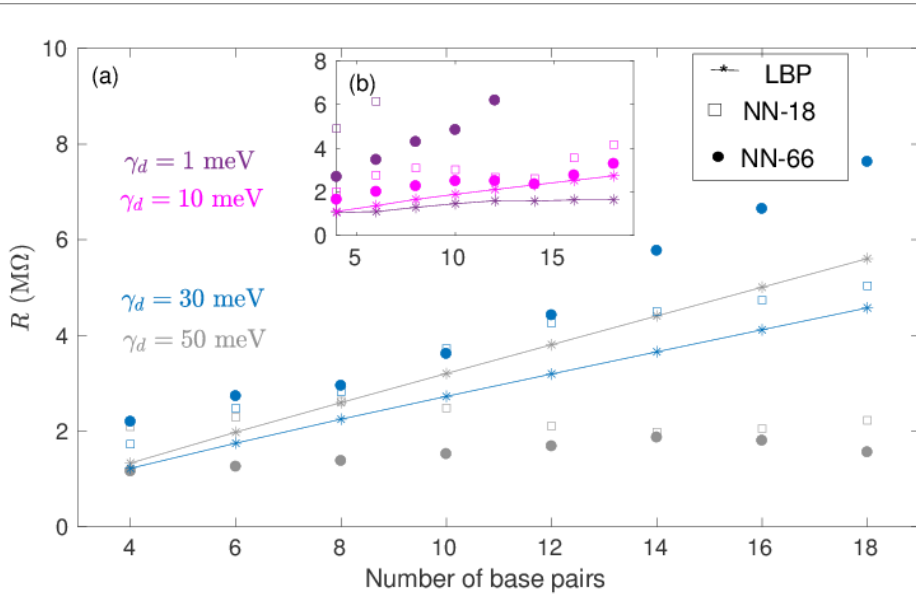 10
8
6
4
2
0
R (MΩ)
(a)
γd = 1 meV
γd = 10 meV
γd = 30 meV
γd = 50 meV
8
6
4
2
0
(b)
5
10
15
LBP
NN-18
NN-66
4
6
8
10
12
14
16
18
Number of base pairs